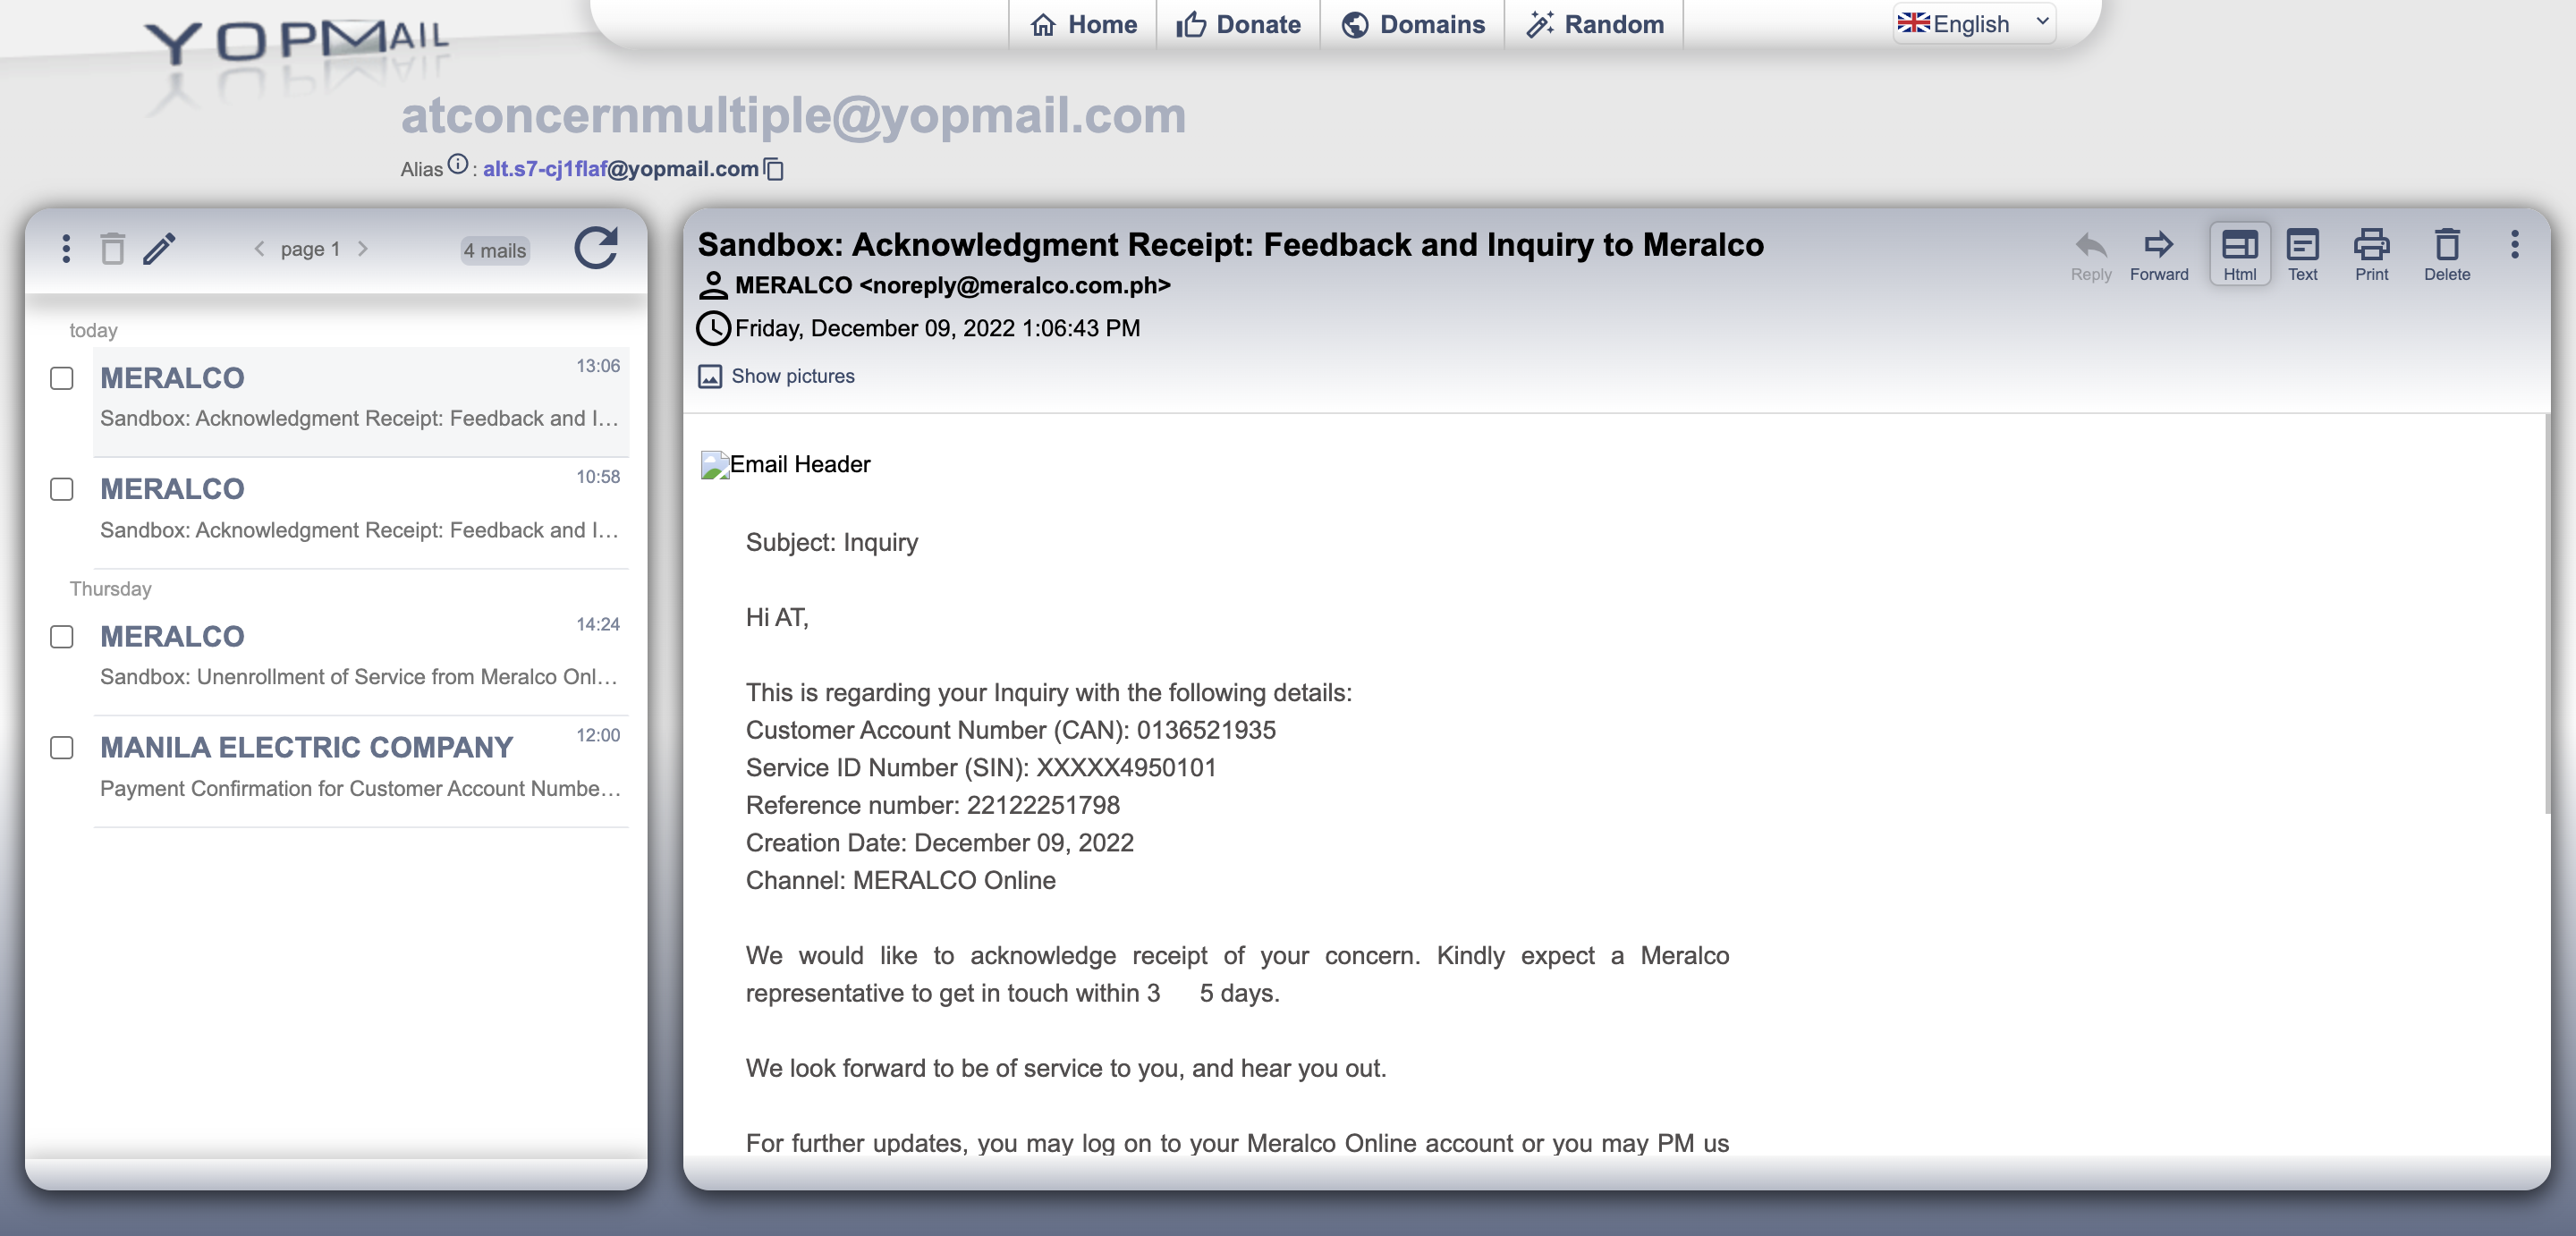 YOPMAIL
Home
Donate
Domains
Random
English
atconcernmultiple@yopmail.com
Alias : alt.s7-cj1flaf@yopmail.com
page 1
4 mails
today
MERALCO 13:06
Sandbox: Acknowledgment Receipt: Feedback and I...
MERALCO 10:58
Sandbox: Acknowledgment Receipt: Feedback and I...
Thursday
MERALCO 14:24
Sandbox: Unenrollment of Service from Meralco Onl...
MANILA ELECTRIC COMPANY 12:00
Payment Confirmation for Customer Account Numbe...
Sandbox: Acknowledgment Receipt: Feedback and Inquiry to Meralco
MERALCO <noreply@meralco.com.ph>
Friday, December 09, 2022 1:06:43 PM
Show pictures
Reply
Forward
Html
Text
Print
Delete
Email Header
Subject: Inquiry
Hi AT,
This is regarding your Inquiry with the following details:
Customer Account Number (CAN): 0136521935
Service ID Number (SIN): XXXXX4950101
Reference number: 22122251798
Creation Date: December 09, 2022
Channel: MERALCO Online
We would like to acknowledge receipt of your concern. Kindly expect a Meralco
representative to get in touch within 3 5 days.
We look forward to be of service to you, and hear you out.
For further updates, you may log on to your Meralco Online account or you may PM us